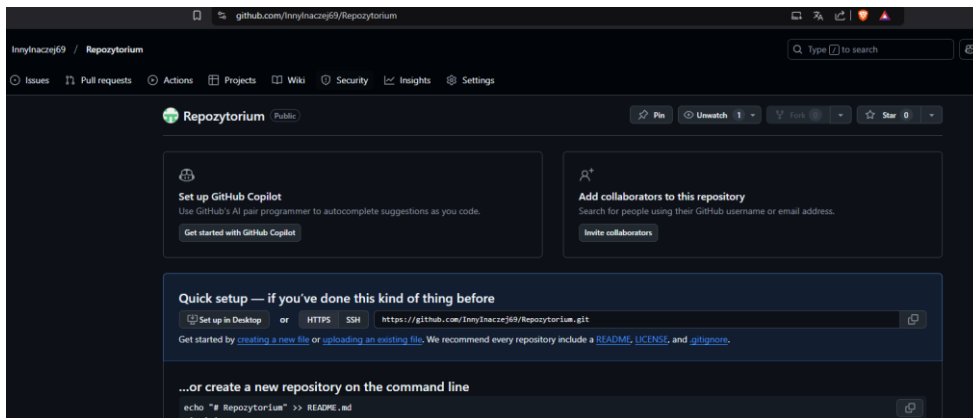 github.com/InnyInaczej69/Repozytorium
InnyInaczej69 / Repozytorium
Type / to search
Issues Pull requests Actions Projects Wiki Security Insights Settings
Repozytorium Public
Pin Unwatch 1 Fork 0 Star 0
Set up GitHub Copilot
Use GitHub's AI pair programmer to autocomplete suggestions as you code.
Get started with GitHub Copilot
Add collaborators to this repository
Search for people using their GitHub username or email address.
Invite collaborators
Quick setup — if you've done this kind of thing before
Set up in Desktop or HTTPS SSH https://github.com/InnyInaczej69/Repozytorium.git
Get started by creating a new file or uploading an existing file. We recommend every repository include a README, LICENSE, and .gitignore.
...or create a new repository on the command line
echo "# Repozytorium" >> README.md